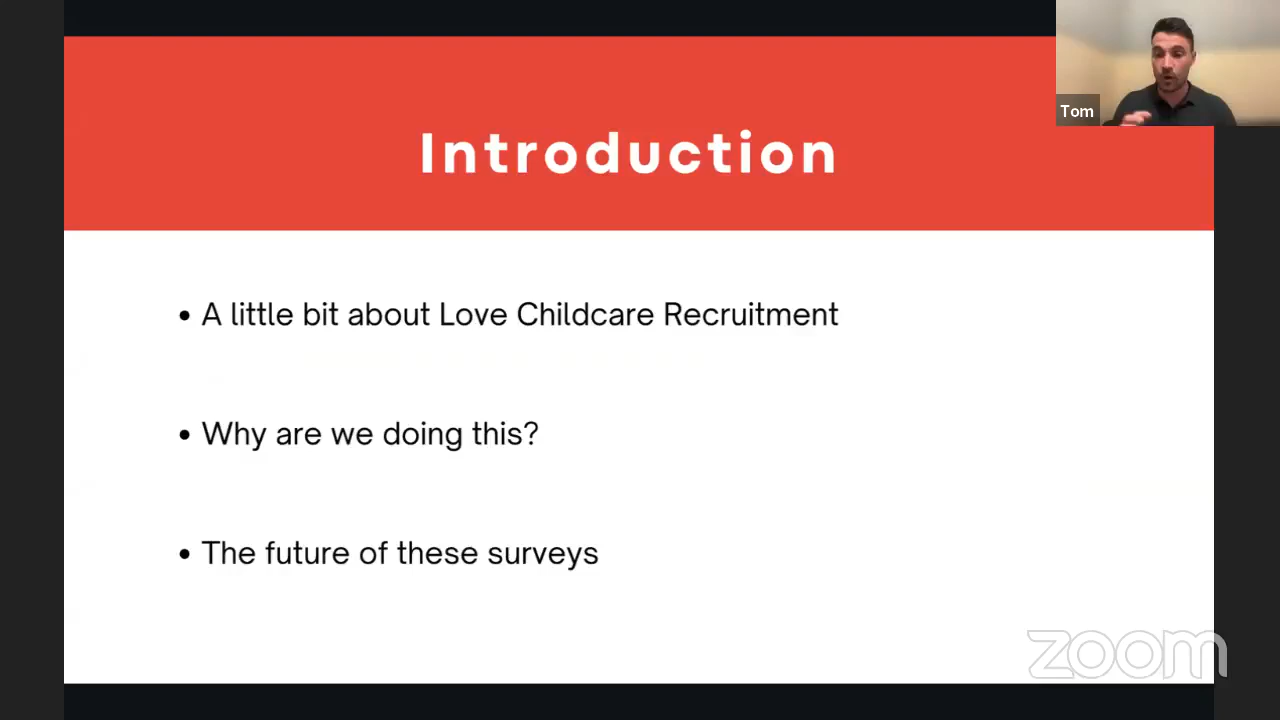 Tom
Introduction
• A little bit about Love Childcare Recruitment
• Why are we doing this?
• The future of these surveys
zoom